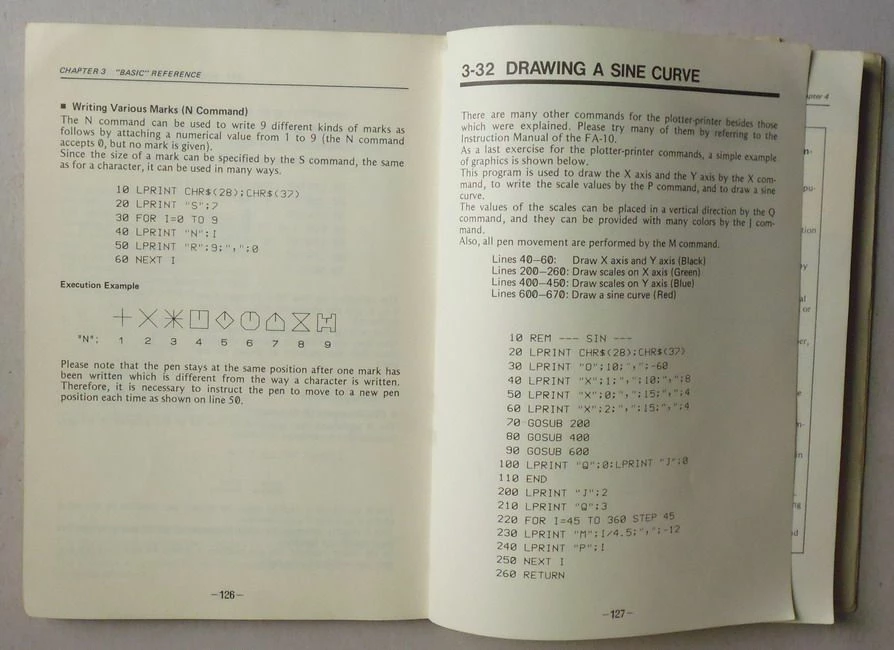 CHAPTER 3 "BASIC" REFERENCE
■ Writing Various Marks (N Command)
The N command can be used to write 9 different kinds of marks as
follows by attaching a numerical value from 1 to 9 (the N command
accepts 0, but no mark is given).
Since the size of a mark can be specified by the S command, the same
as for a character, it can be used in many ways.
10 LPRINT CHR$(28);CHR$(37)
20 LPRINT "S";7
30 FOR I=0 TO 9
40 LPRINT "N";I
50 LPRINT "R";9;",";0
60 NEXT I
Execution Example
"N"; 1 2 3 4 5 6 7 8 9
Please note that the pen stays at the same position after one mark has
been written which is different from the way a character is written.
Therefore, it is necessary to instruct the pen to move to a new pen
position each time as shown on line 50.
—126—
3-32 DRAWING A SINE CURVE
There are many other commands for the plotter-printer besides those
which were explained. Please try many of them by referring to the
Instruction Manual of the FA-10.
As a last exercise for the plotter-printer commands, a simple example
of graphics is shown below.
This program is used to draw the X axis and the Y axis by the X com-
mand, to write the scale values by the P command, and to draw a sine
curve.
The values of the scales can be placed in a vertical direction by the Q
command, and they can be provided with many colors by the J com-
mand.
Also, all pen movement are performed by the M command.
Lines 40—60: Draw X axis and Y axis (Black)
Lines 200—260: Draw scales on X axis (Green)
Lines 400—450: Draw scales on Y axis (Blue)
Lines 600—670: Draw a sine curve (Red)
10 REM --- SIN ---
20 LPRINT CHR$(28);CHR$(37)
30 LPRINT "O";10;",";-60
40 LPRINT "X";1;",";10;",";8
50 LPRINT "X";0;",";15;",";4
60 LPRINT "X";2;",";15;",";4
70 GOSUB 200
80 GOSUB 400
90 GOSUB 600
100 LPRINT "Q";0:LPRINT "J";0
110 END
200 LPRINT "J";2
210 LPRINT "Q";3
220 FOR I=45 TO 360 STEP 45
230 LPRINT "M";I/4.5;",";-12
240 LPRINT "P";I
250 NEXT I
260 RETURN
—127—